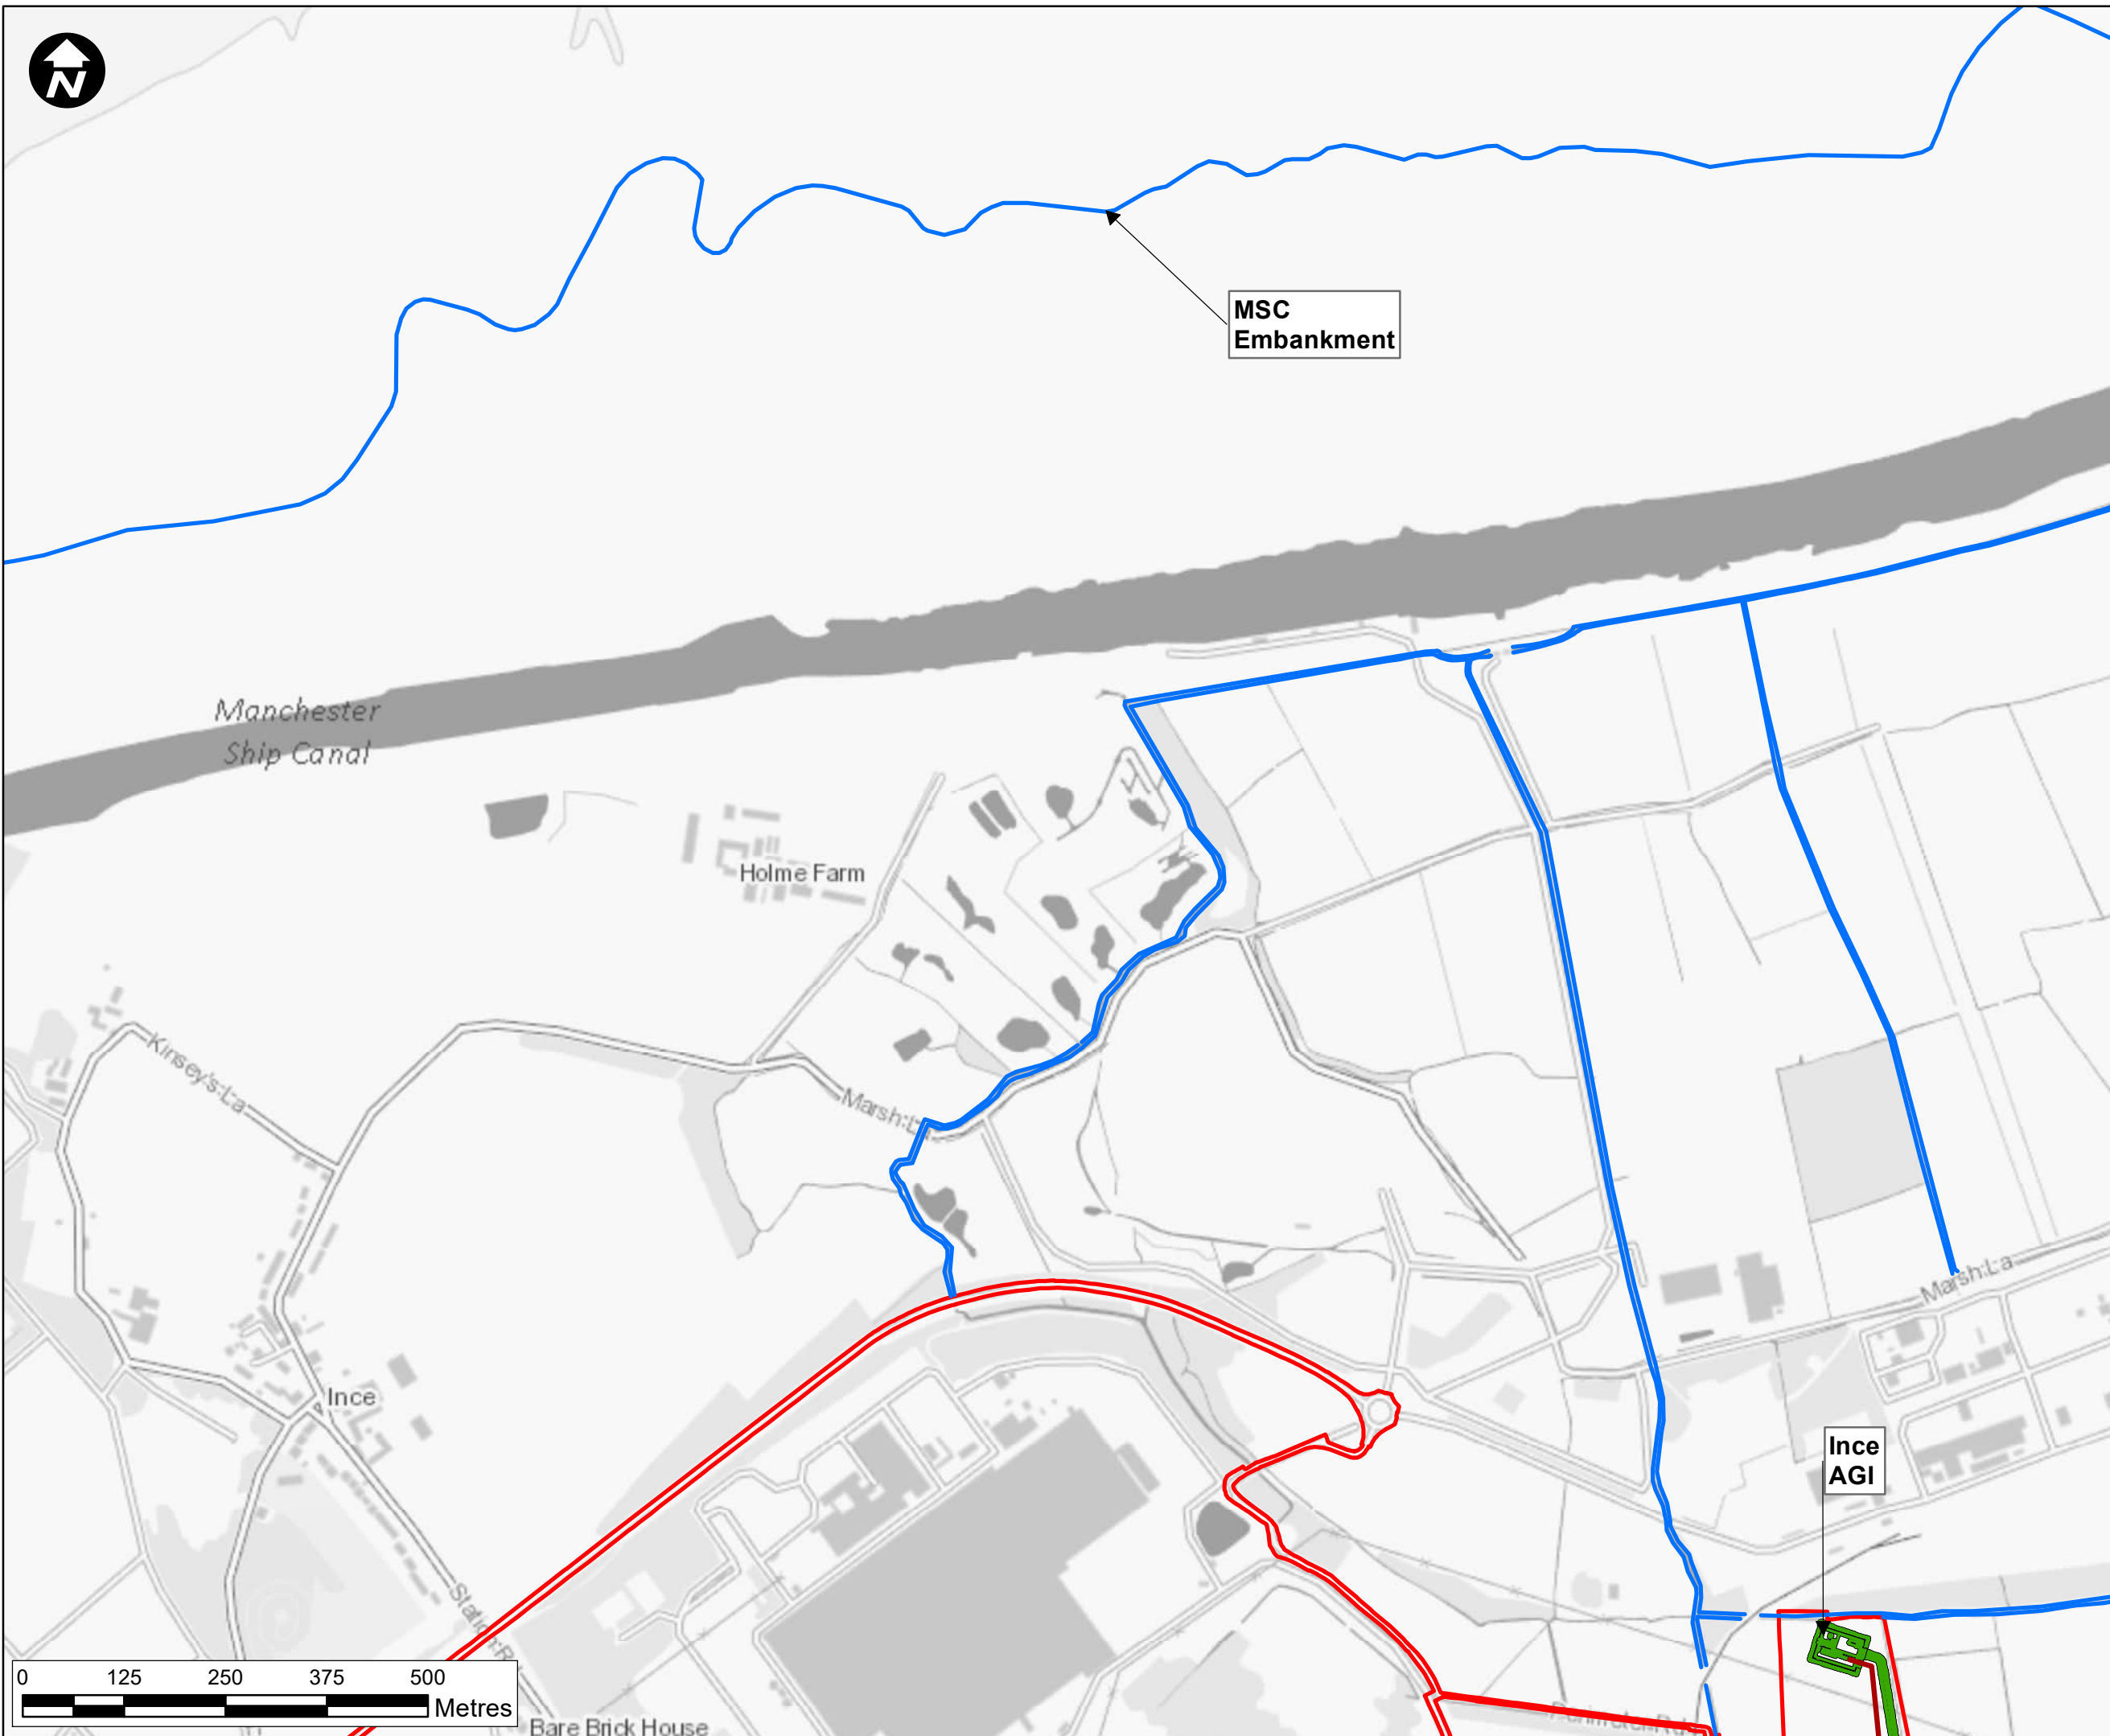 N
MSC
Embankment
Manchester
Ship Canal
Holme Farm
Kinsey's La
Marsh La
Marsh La
Ince
Ince
AGI
Station R
0 125 250 375 500
Metres
Bare Brick House